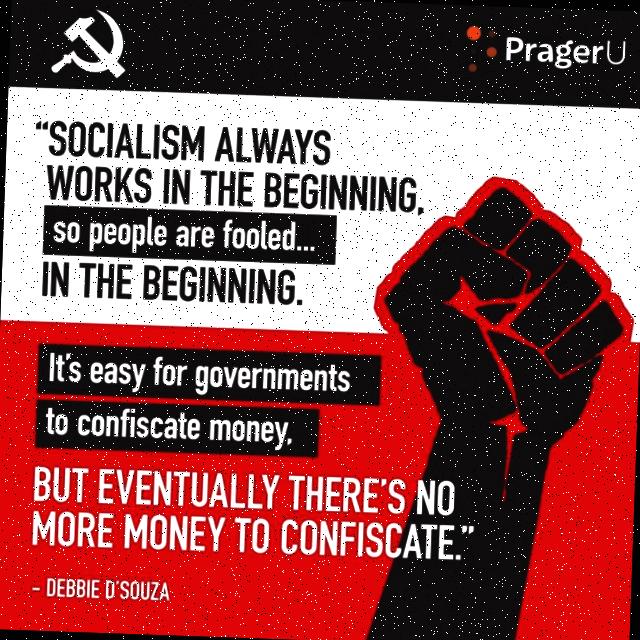 PragerU
“SOCIALISM ALWAYS
WORKS IN THE BEGINNING,
so people are fooled...
IN THE BEGINNING.
It's easy for governments
to confiscate money,
BUT EVENTUALLY THERE'S NO
MORE MONEY TO CONFISCATE.”
– DEBBIE D'SOUZA